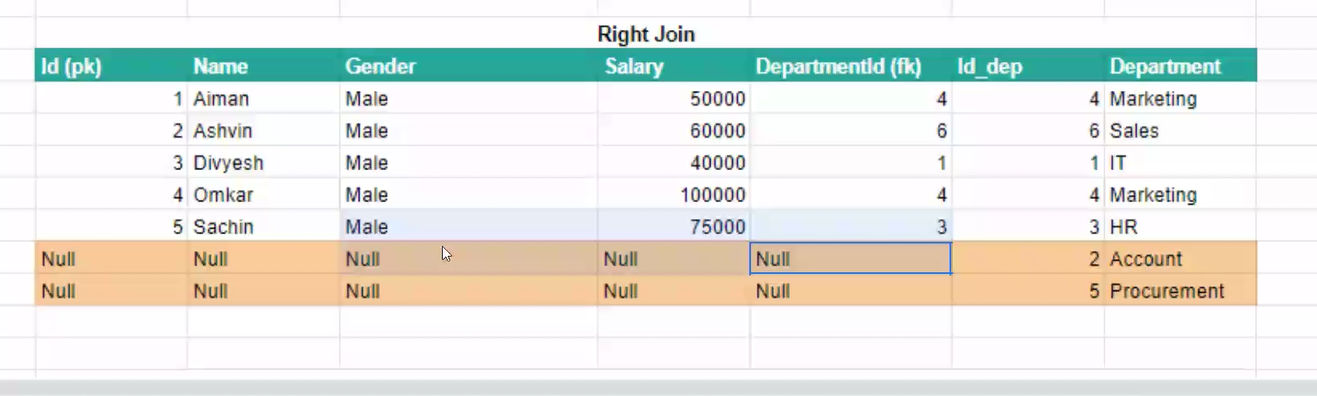 Right Join
Id (pk) Name Gender Salary DepartmentId (fk) Id_dep Department
1 Aiman Male 50000 4 4 Marketing
2 Ashvin Male 60000 6 6 Sales
3 Divyesh Male 40000 1 1 IT
4 Omkar Male 100000 4 4 Marketing
5 Sachin Male 75000 3 3 HR
Null Null Null Null Null 2 Account
Null Null Null Null Null 5 Procurement